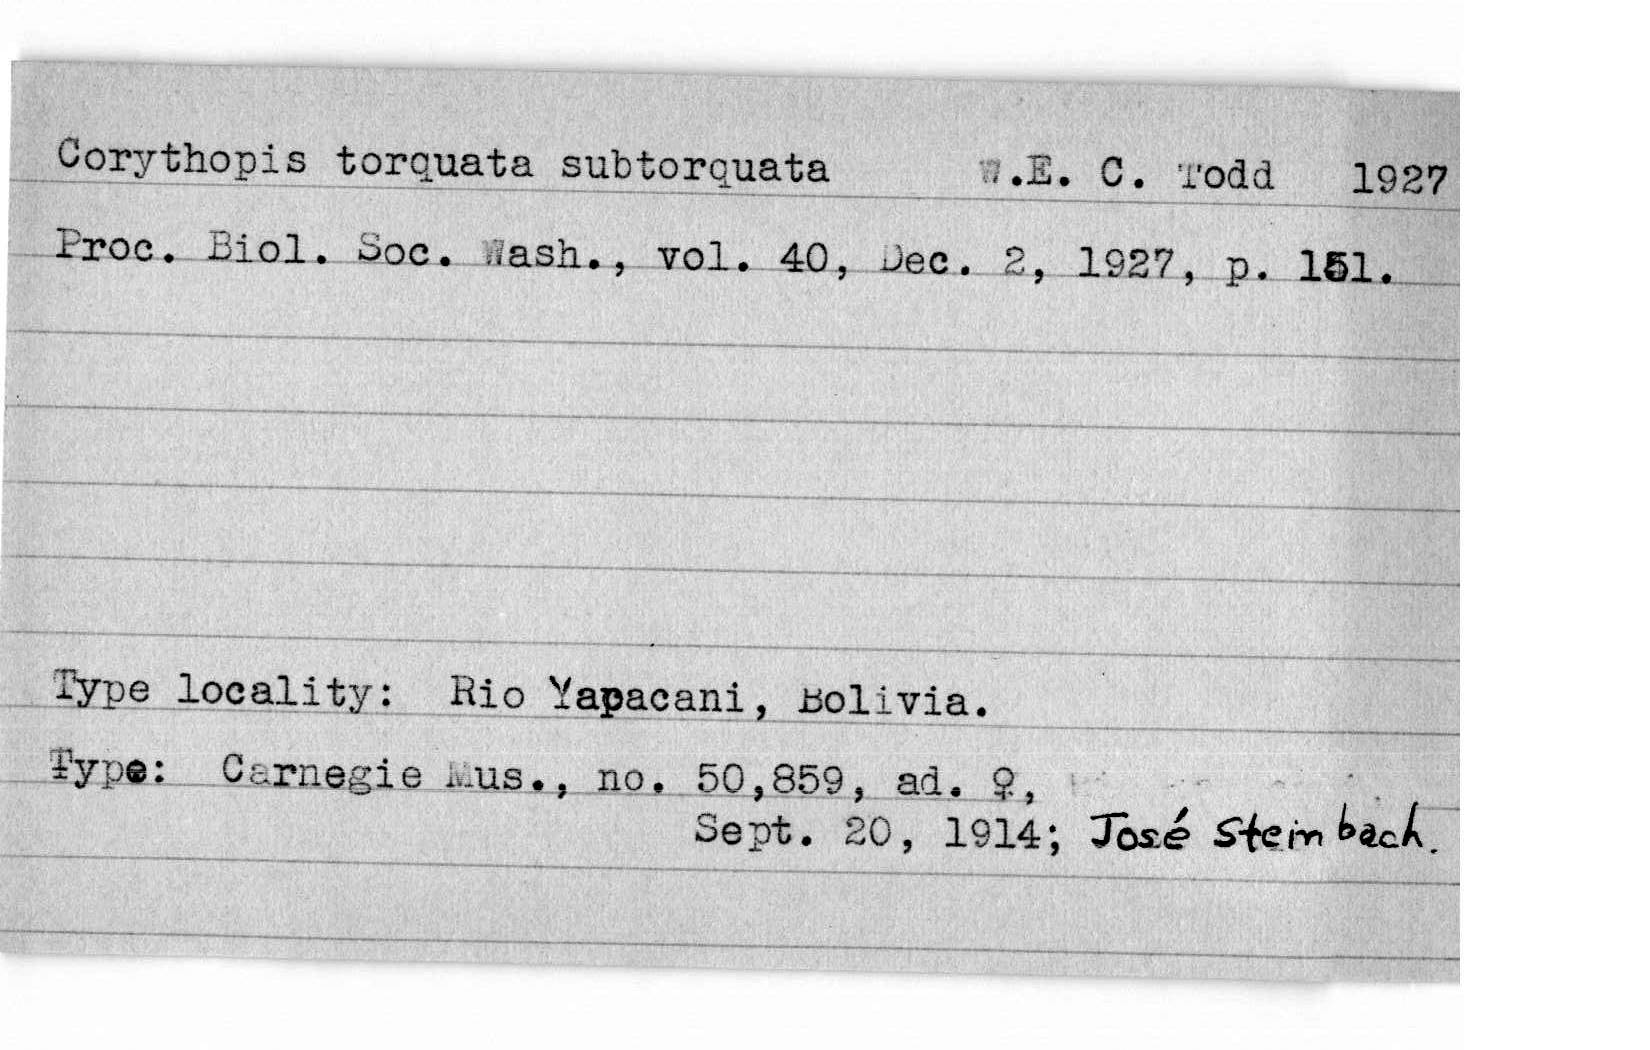 Corythopis torquata subtorquata W.E. C. Todd 1927
Proc. Biol. Soc. Wash., vol. 40, Dec. 2, 1927, p. 151.
Type locality: Rio Yapacani, Bolivia.
Type: Carnegie Mus., no. 50,859, ad. ♀,
Sept. 20, 1914; José Steinbach.